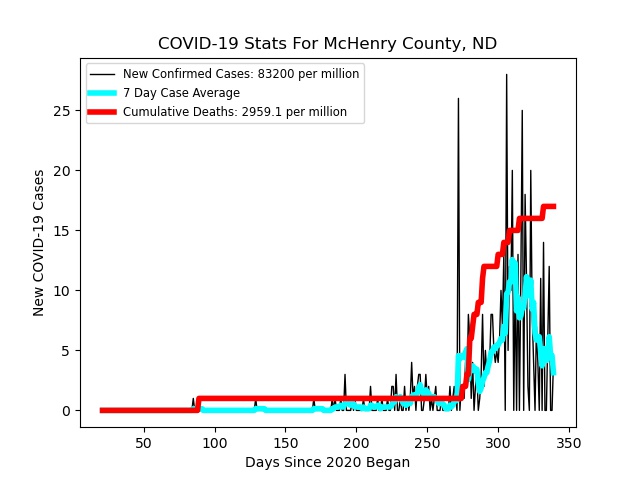 COVID-19 Stats For McHenry County, ND
New Confirmed Cases: 83200 per million
7 Day Case Average
Cumulative Deaths: 2959.1 per million
New COVID-19 Cases
25
20
15
10
5
0
50 100 150 200 250 300 350
Days Since 2020 Began